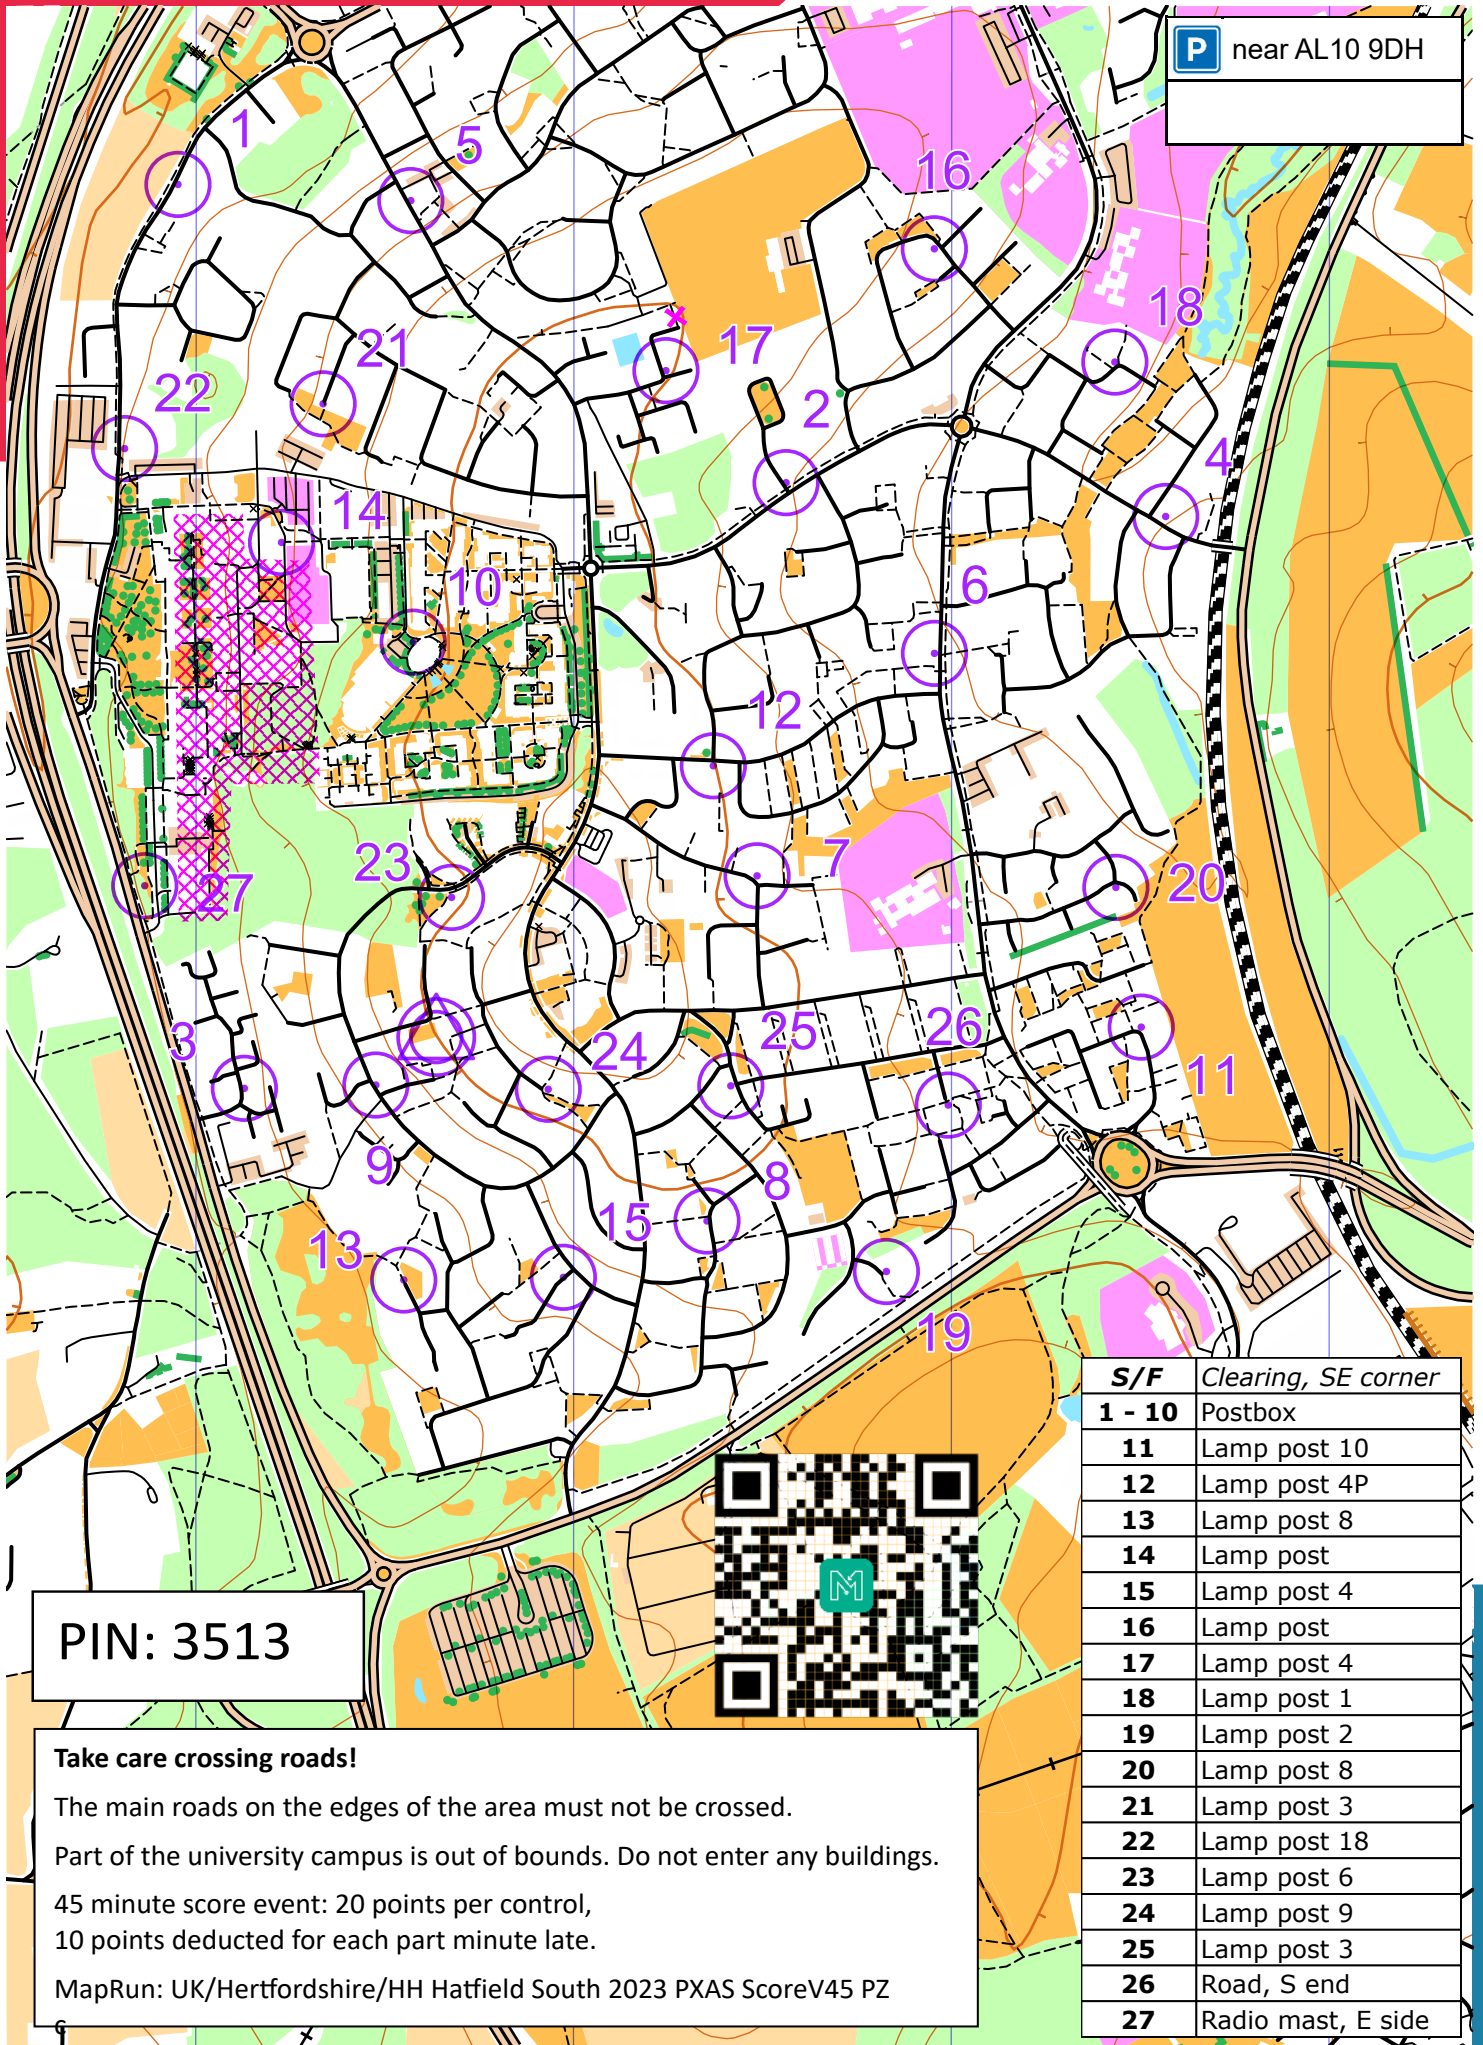 P near AL10 9DH
1
5
16
18
21
17
22
2
4
14
10
6
12
7
23
20
27
3
24
25
26
11
9
8
15
13
19
S/F Clearing, SE corner
1 - 10 Postbox
11 Lamp post 10
12 Lamp post 4P
13 Lamp post 8
14 Lamp post
15 Lamp post 4
16 Lamp post
17 Lamp post 4
18 Lamp post 1
19 Lamp post 2
20 Lamp post 8
21 Lamp post 3
22 Lamp post 18
23 Lamp post 6
24 Lamp post 9
25 Lamp post 3
26 Road, S end
27 Radio mast, E side
PIN: 3513
Take care crossing roads!
The main roads on the edges of the area must not be crossed.
Part of the university campus is out of bounds. Do not enter any buildings.
45 minute score event: 20 points per control,
10 points deducted for each part minute late.
MapRun: UK/Hertfordshire/HH Hatfield South 2023 PXAS ScoreV45 PZ